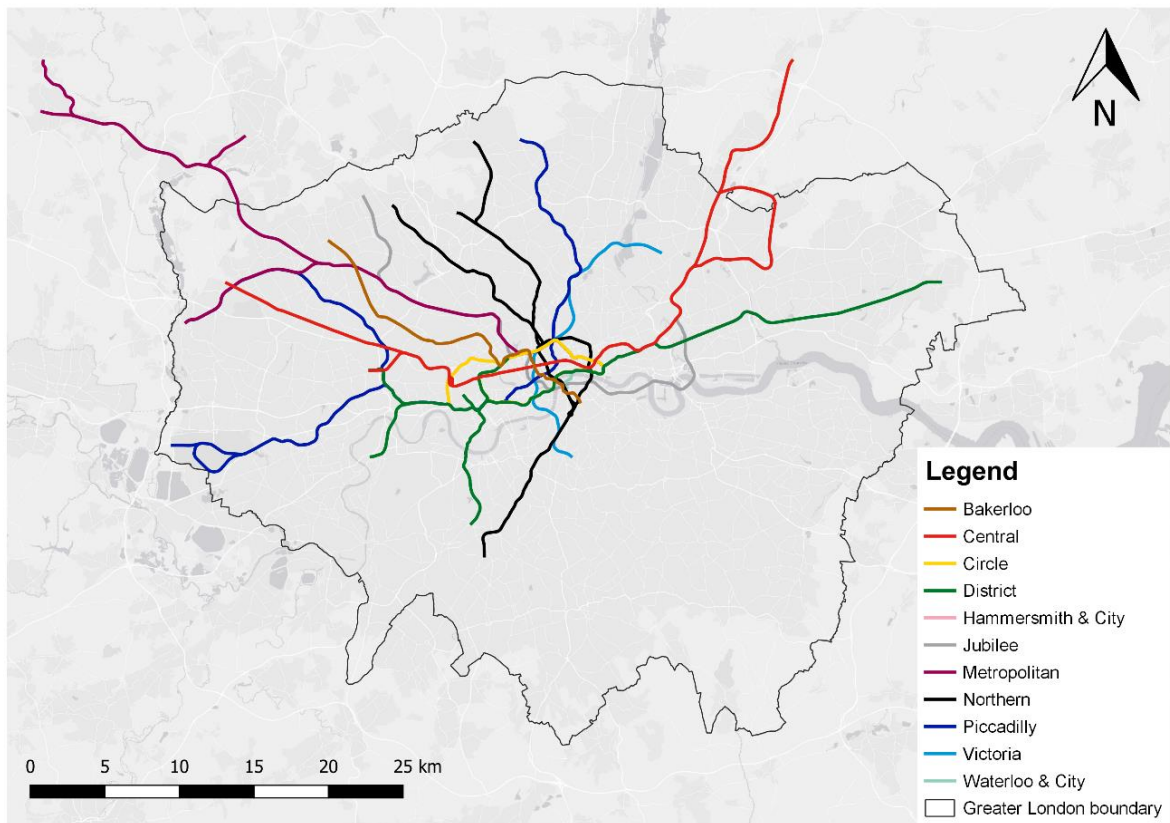 N
Legend
Bakerloo
Central
Circle
District
Hammersmith & City
Jubilee
Metropolitan
Northern
Piccadilly
Victoria
Waterloo & City
Greater London boundary
0 5 10 15 20 25 km